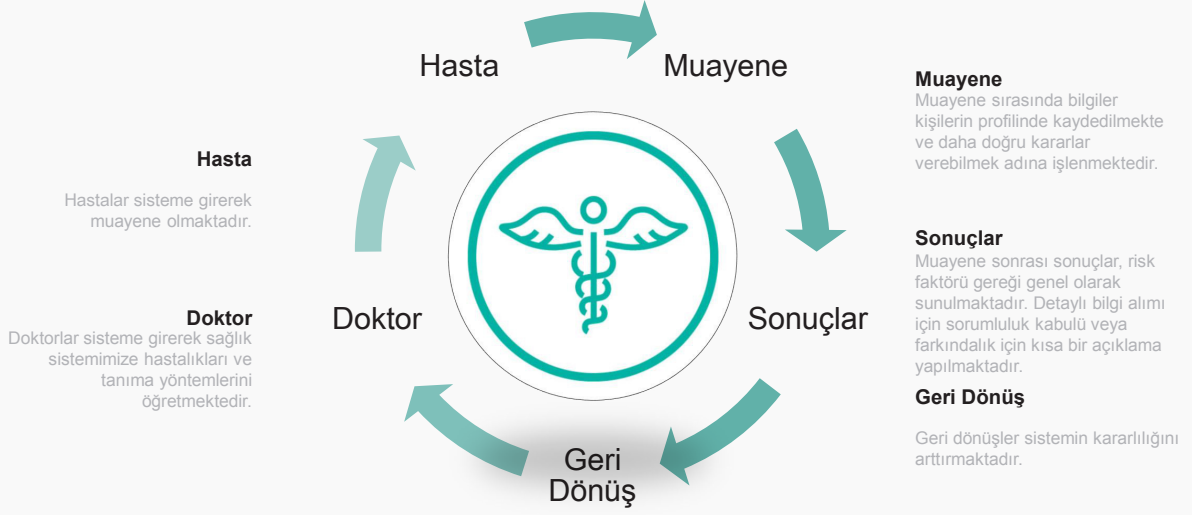 Hasta
Muayene
Sonuçlar
Geri
Dönüş
Doktor
Hasta
Hastalar sisteme girerek
muayene olmaktadır.
Doktor
Doktorlar sisteme girerek sağlık
sistemimize hastalıkları ve
tanıma yöntemlerini
öğretmektedir.
Muayene
Muayene sırasında bilgiler
kişilerin profilinde kaydedilmekte
ve daha doğru kararlar
verebilmek adına işlenmektedir.
Sonuçlar
Muayene sonrası sonuçlar, risk
faktörü gereği genel olarak
sunulmaktadır. Detaylı bilgi alımı
için sorumluluk kabulü veya
farkındalık için kısa bir açıklama
yapılmaktadır.
Geri Dönüş
Geri dönüşler sistemin kararlılığını
arttırmaktadır.